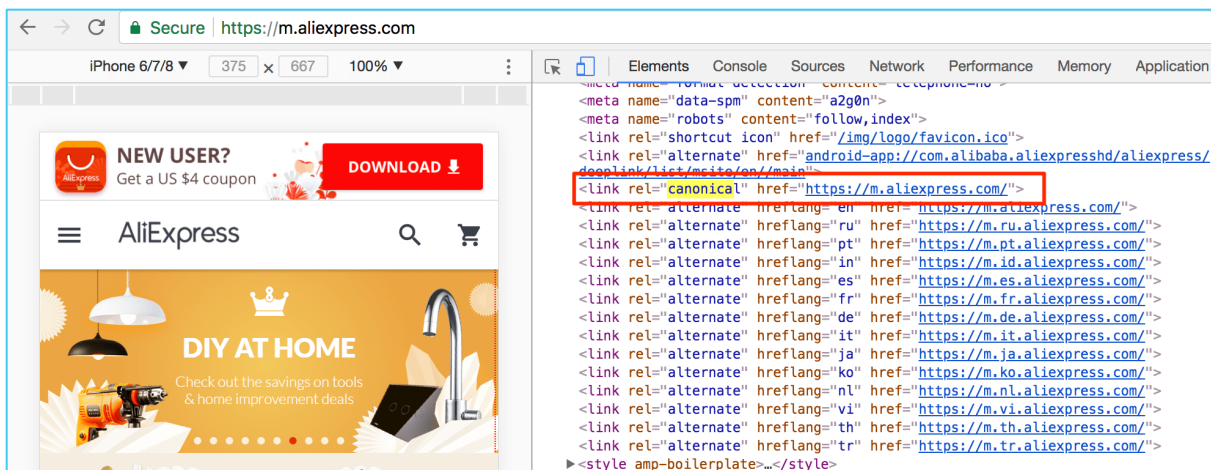 Secure | https://m.aliexpress.com
iPhone 6/7/8 ▼ 375 × 667 100% ▼
Elements Console Sources Network Performance Memory Application
<meta name="format-detection" content="telephone-no">
<meta name="data-spm" content="a2g0n">
<meta name="robots" content="follow,index">
<link rel="shortcut icon" href="/img/logo/favicon.ico">
<link rel="alternate" href="android-app://com.alibaba.aliexpresshd/aliexpress/
deeplink/list/msite/en//main">
<link rel="canonical" href="https://m.aliexpress.com/">
<link rel="alternate" hreflang="en" href="https://m.aliexpress.com/">
<link rel="alternate" hreflang="ru" href="https://m.ru.aliexpress.com/">
<link rel="alternate" hreflang="pt" href="https://m.pt.aliexpress.com/">
<link rel="alternate" hreflang="in" href="https://m.id.aliexpress.com/">
<link rel="alternate" hreflang="es" href="https://m.es.aliexpress.com/">
<link rel="alternate" hreflang="fr" href="https://m.fr.aliexpress.com/">
<link rel="alternate" hreflang="de" href="https://m.de.aliexpress.com/">
<link rel="alternate" hreflang="it" href="https://m.it.aliexpress.com/">
<link rel="alternate" hreflang="ja" href="https://m.ja.aliexpress.com/">
<link rel="alternate" hreflang="ko" href="https://m.ko.aliexpress.com/">
<link rel="alternate" hreflang="nl" href="https://m.nl.aliexpress.com/">
<link rel="alternate" hreflang="vi" href="https://m.vi.aliexpress.com/">
<link rel="alternate" hreflang="th" href="https://m.th.aliexpress.com/">
<link rel="alternate" hreflang="tr" href="https://m.tr.aliexpress.com/">
▶<style amp-boilerplate>…</style>
AliExpress
NEW USER?
Get a US $4 coupon
DOWNLOAD
AliExpress
8
DIY AT HOME
Check out the savings on tools
& home improvement deals